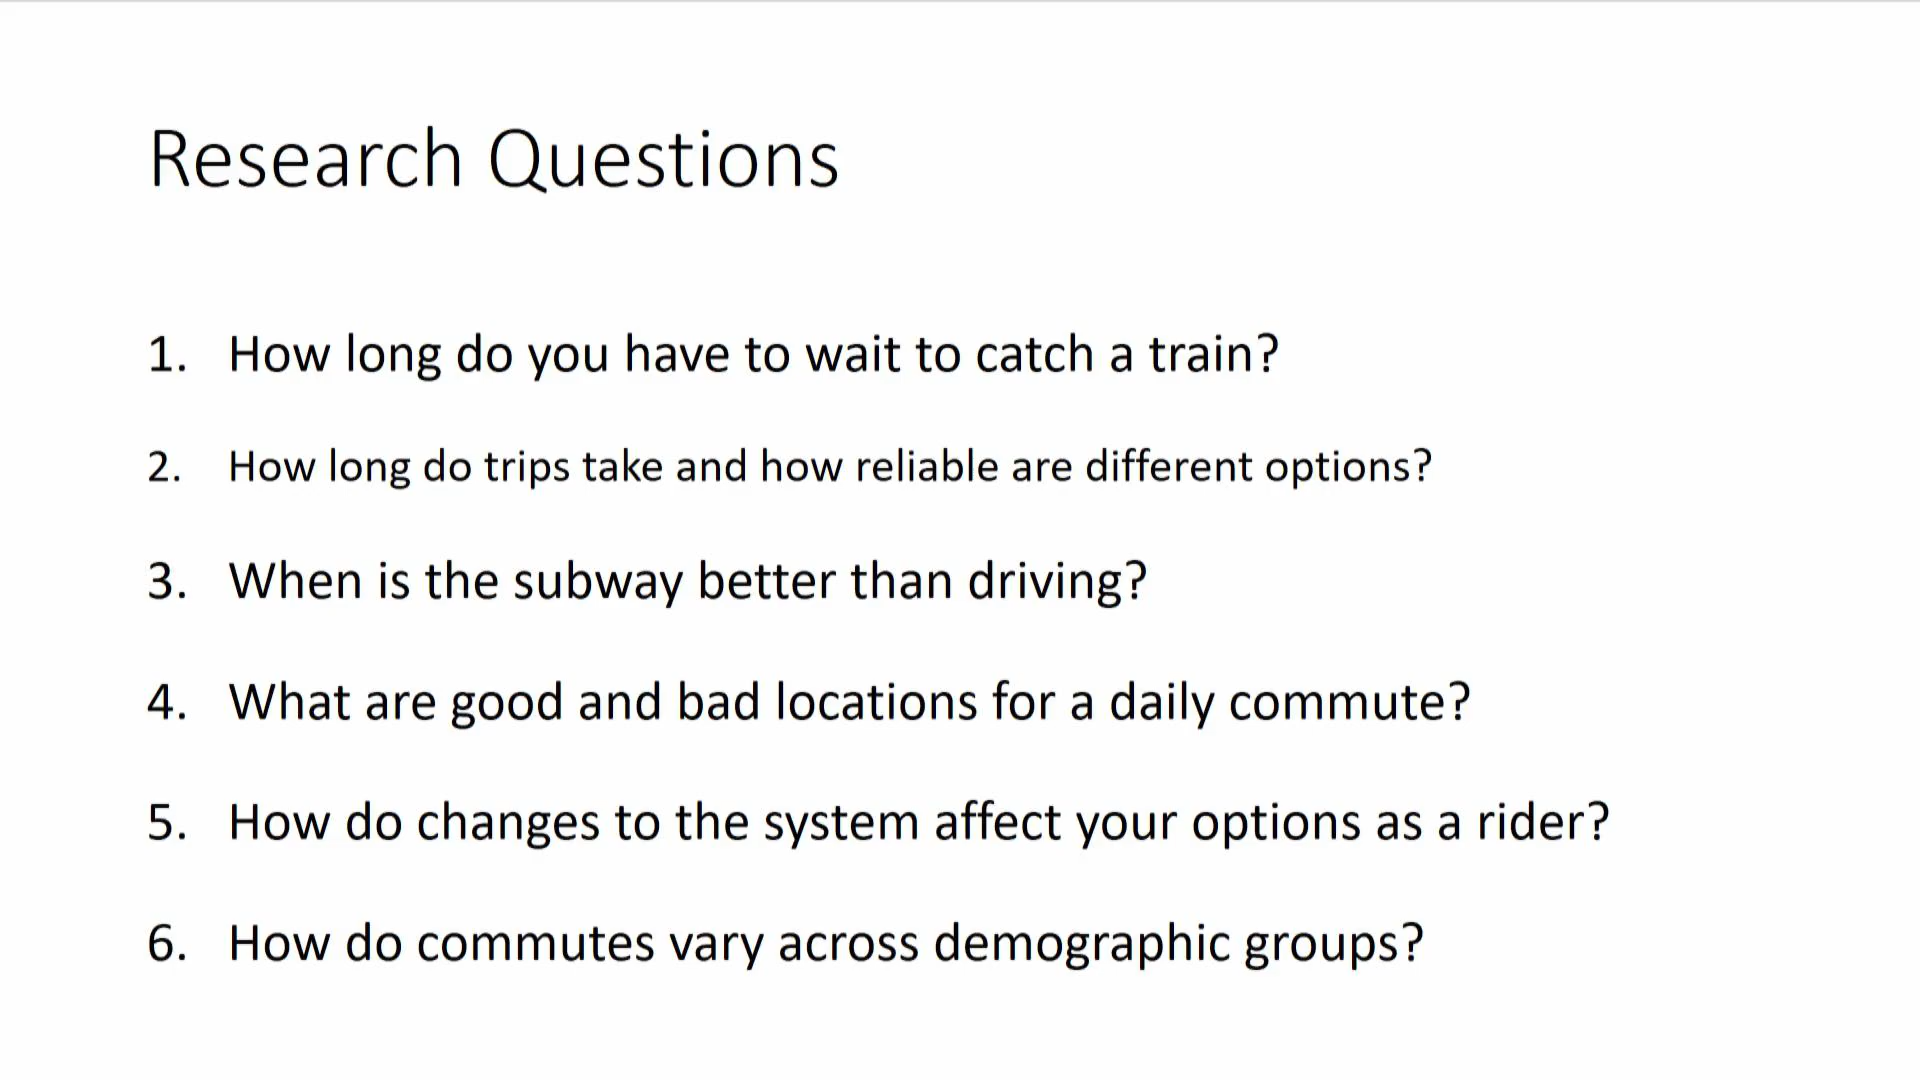 Research Questions
1. How long do you have to wait to catch a train?
2. How long do trips take and how reliable are different options?
3. When is the subway better than driving?
4. What are good and bad locations for a daily commute?
5. How do changes to the system affect your options as a rider?
6. How do commutes vary across demographic groups?